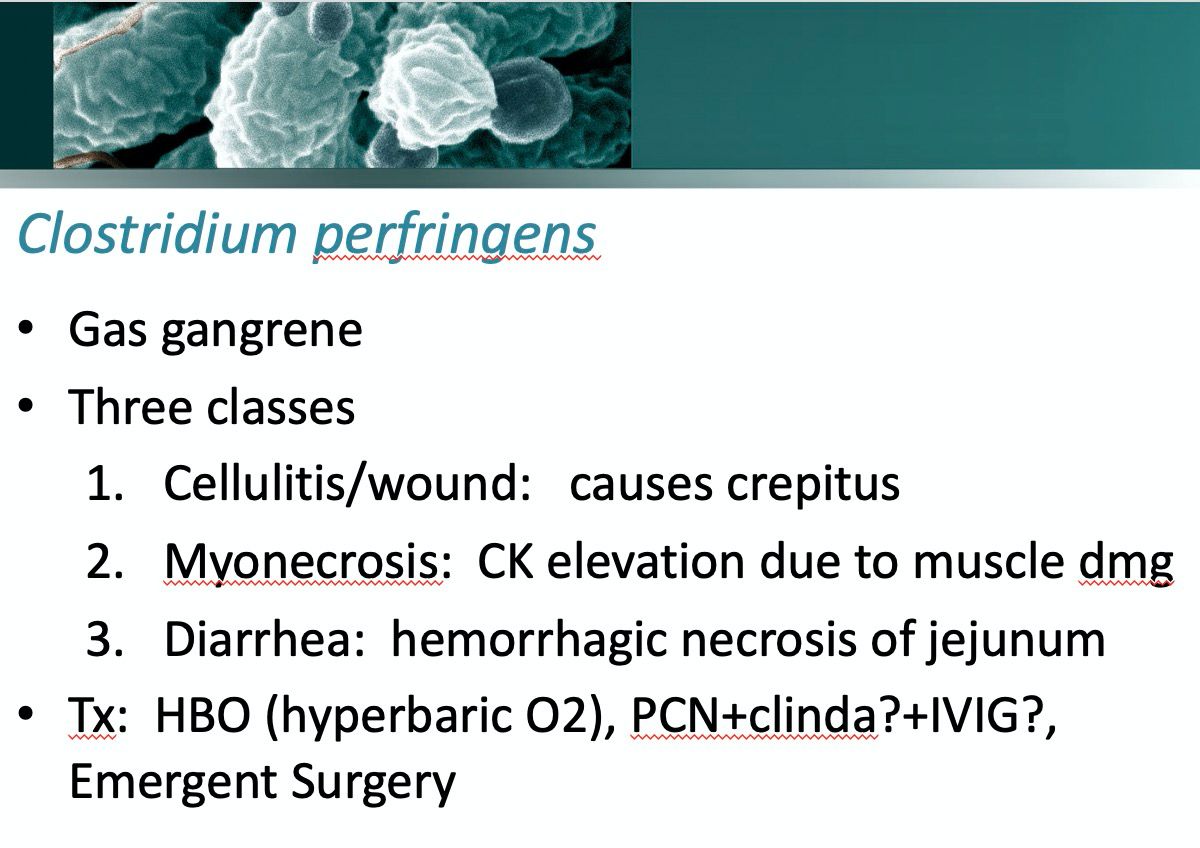 Clostridium perfringens
• Gas gangrene
• Three classes
1. Cellulitis/wound: causes crepitus
2. Myonecrosis: CK elevation due to muscle dmg
3. Diarrhea: hemorrhagic necrosis of jejunum
• Tx: HBO (hyperbaric O2), PCN+clinda?+IVIG?,
Emergent Surgery